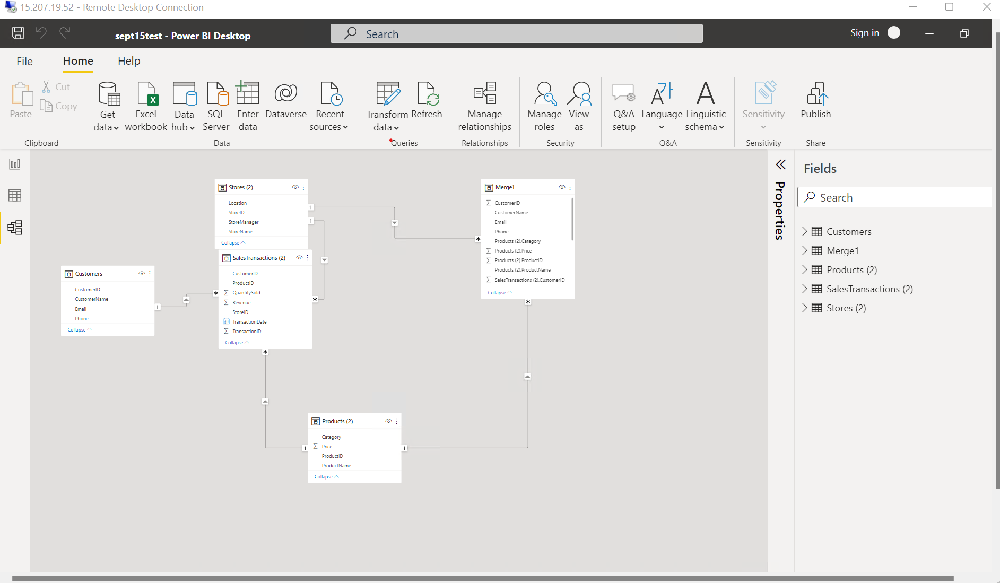 15.207.19.52 - Remote Desktop Connection
sept15test - Power BI Desktop
Search
Sign in
File
Home
Help
Paste
Cut
Copy
Get
data
Excel
workbook
Data
hub
SQL
Server
Enter
data
Dataverse
Recent
sources
Transform
data
Refresh
Manage
relationships
Manage
roles
View
as
Q&A
setup
Language
Linguistic
schema
Sensitivity
Publish
Clipboard
Data
Queries
Relationships
Security
Q&A
Sensitivity
Share
Stores (2)
Location
StoreID
StoreManager
StoreName
Collapse
1
1
SalesTransactions (2)
CustomerID
ProductID
QuantitySold
Revenue
StoreID
TransactionDate
TransactionID
Collapse
*
*
*
Customers
CustomerID
CustomerName
Email
Phone
Collapse
1
Merge1
CustomerID
CustomerName
Email
Phone
Products (2).Category
Products (2).Price
Products (2).ProductID
Products (2).ProductName
SalesTransactions (2).CustomerID
Collapse
*
*
Products (2)
Category
Price
ProductID
ProductName
Collapse
1
1
Properties
Fields
Search
Customers
Merge1
Products (2)
SalesTransactions (2)
Stores (2)